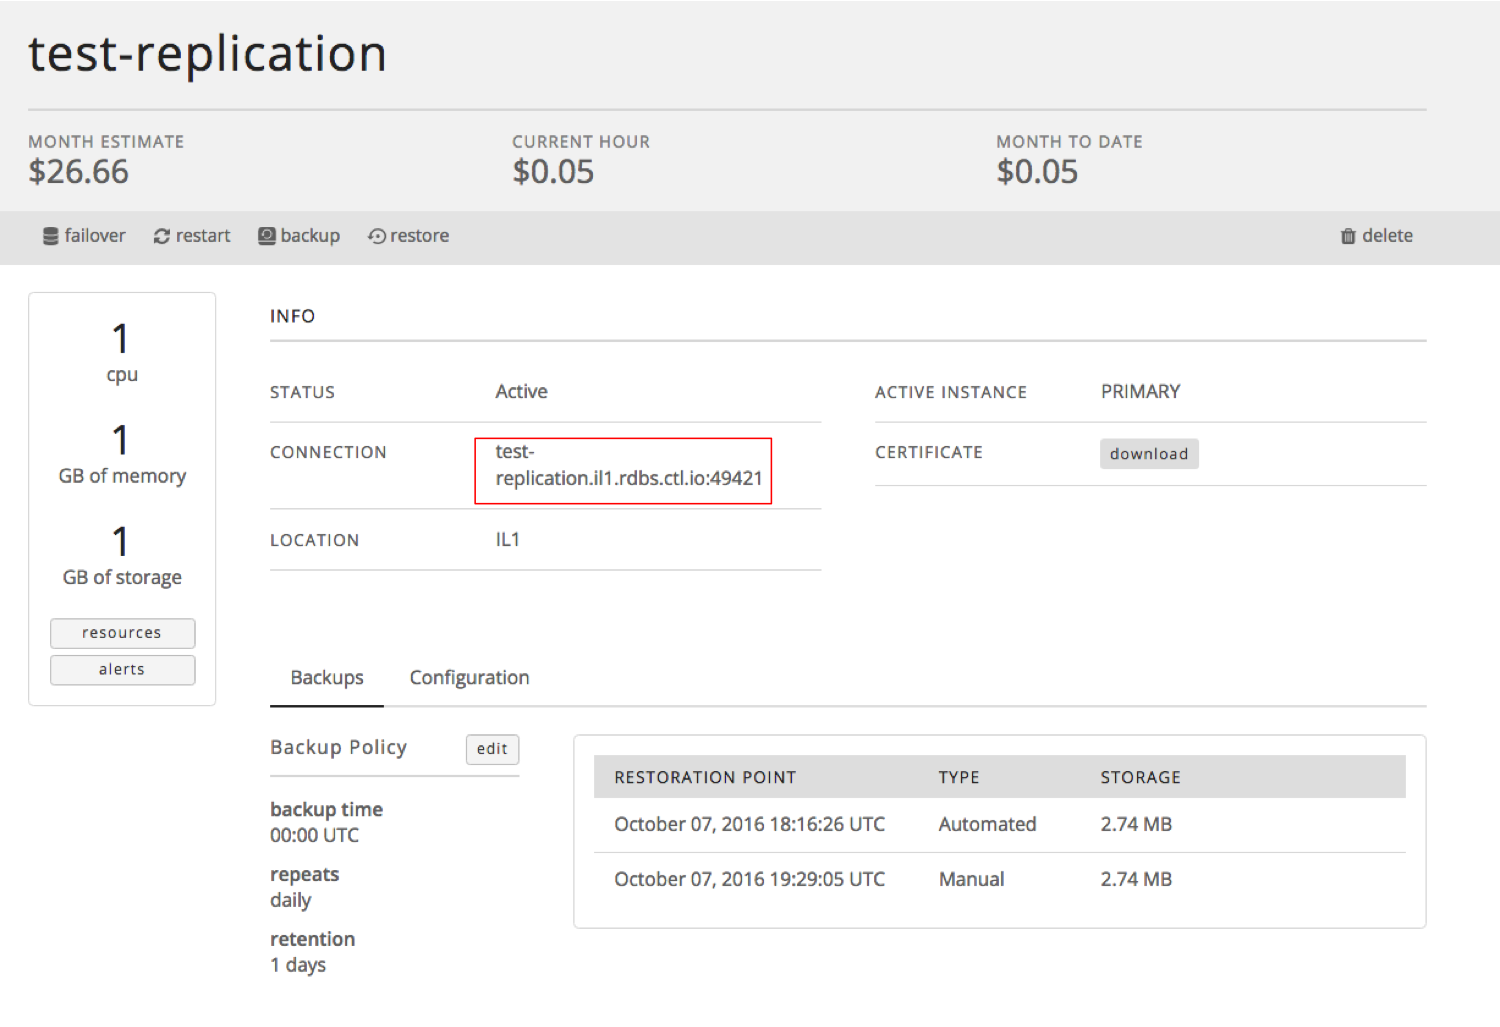 test-replication
MONTH ESTIMATE
$26.66
CURRENT HOUR
$0.05
MONTH TO DATE
$0.05
failover restart backup restore delete
1
cpu
1
GB of memory
1
GB of storage
resources
alerts
INFO
STATUS Active
CONNECTION test-
replication.il1.rdbs.ctl.io:49421
LOCATION IL1
ACTIVE INSTANCE PRIMARY
CERTIFICATE download
Backups Configuration
Backup Policy edit
backup time
00:00 UTC
repeats
daily
retention
1 days
RESTORATION POINT TYPE STORAGE
October 07, 2016 18:16:26 UTC Automated 2.74 MB
October 07, 2016 19:29:05 UTC Manual 2.74 MB